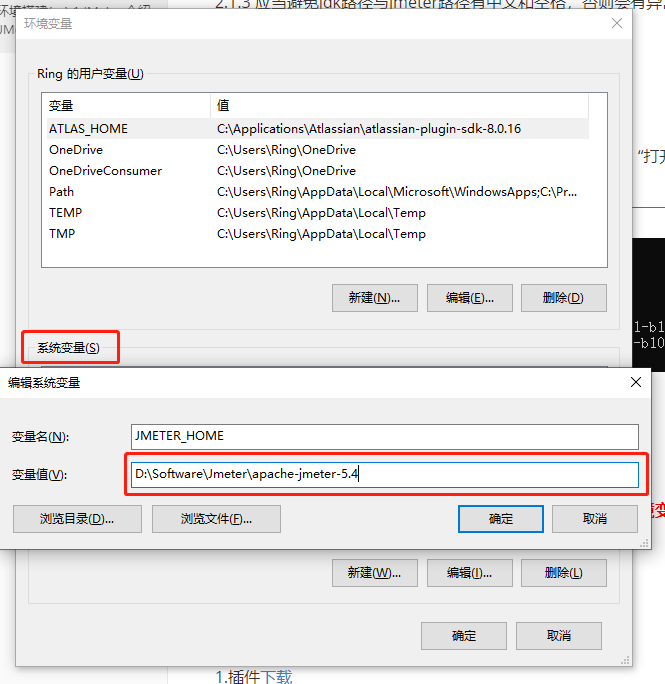 2.1.3 应当避免jdk路径与jmeter路径有中文和空格，否则会有异
环境变量
Ring 的用户变量(U)
变量 值
ATLAS_HOME C:\Applications\Atlassian\atlassian-plugin-sdk-8.0.16
OneDrive C:\Users\Ring\OneDrive
OneDriveConsumer C:\Users\Ring\OneDrive
Path C:\Users\Ring\AppData\Local\Microsoft\WindowsApps;C:\Pr...
TEMP C:\Users\Ring\AppData\Local\Temp
TMP C:\Users\Ring\AppData\Local\Temp
“打开
新建(N)... 编辑(E)... 删除(D)
1-b1
-b10
系统变量(S)
编辑系统变量
变量名(N): JMETER_HOME
变量值(V): D:\Software\Jmeter\apache-jmeter-5.4
浏览目录(D)... 浏览文件(F)... 确定 取消
新建(W)... 编辑(I)... 删除(L)
确定 取消
1.插件下载